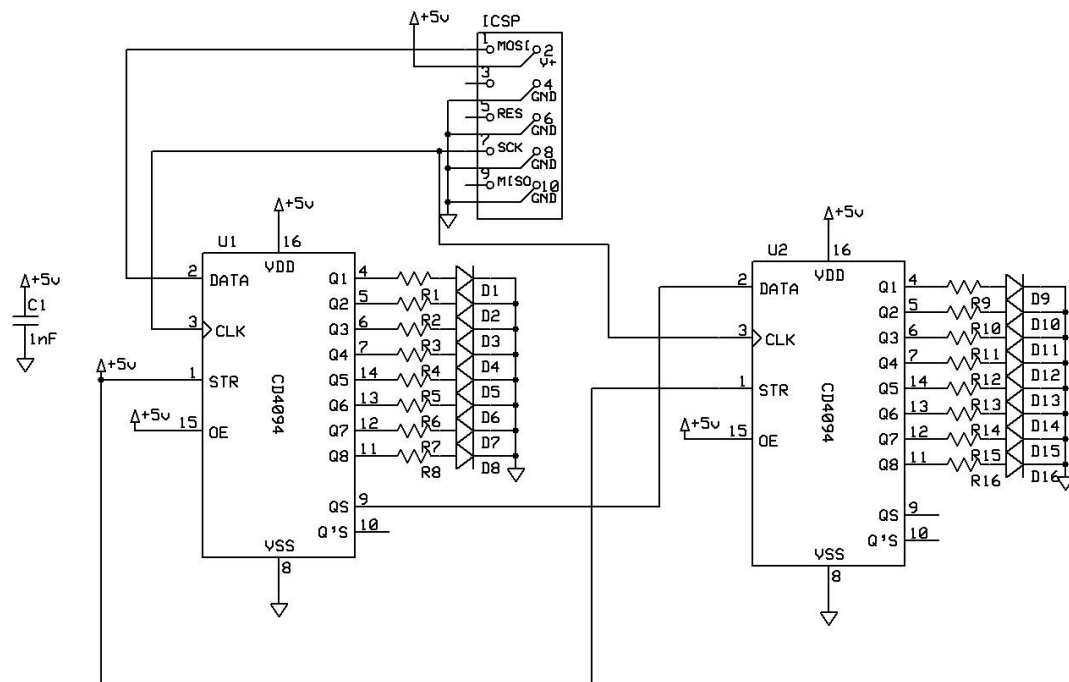 +5v ICSP
1 MOSI 2
V+
3 4
GND
5 RES 6
GND
7 SCK 8
GND
9 MISO 10
GND
+5v
U1 16
VDD
2 DATA
3 CLK
1 STR
15 OE
CD4094
Q1 4
Q2 5
Q3 6
Q4 7
Q5 14
Q6 13
Q7 12
Q8 11
QS 9
Q'S 10
VSS
8
R1 D1
R2 D2
R3 D3
R4 D4
R5 D5
R6 D6
R7 D7
R8 D8
+5v
C1
1nF
+5v
+5v
+5v
U2 16
VDD
2 DATA
3 CLK
1 STR
+5v
15 OE
CD4094
Q1 4
Q2 5
Q3 6
Q4 7
Q5 14
Q6 13
Q7 12
Q8 11
QS 9
Q'S 10
VSS
8
R9 D9
R10 D10
R11 D11
R12 D12
R13 D13
R14 D14
R15 D15
R16 D16